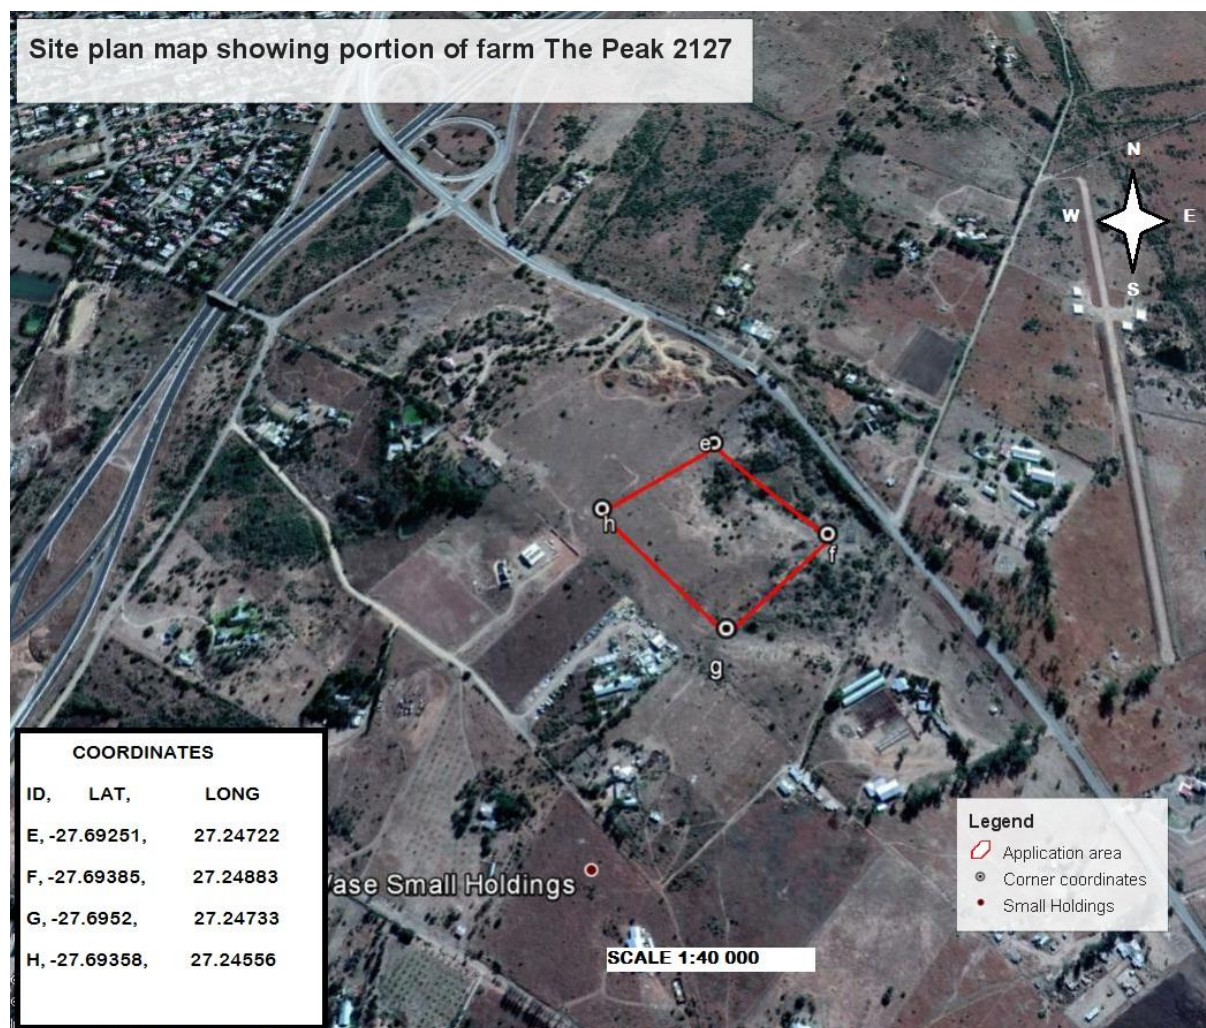 Site plan map showing portion of farm The Peak 2127
N
W E
S
e
h
f
g
COORDINATES
ID, LAT, LONG
E, -27.69251, 27.24722
F, -27.69385, 27.24883
G, -27.6952, 27.24733
H, -27.69358, 27.24556
Small Holdings
Legend
Application area
Corner coordinates
Small Holdings
SCALE 1:40 000